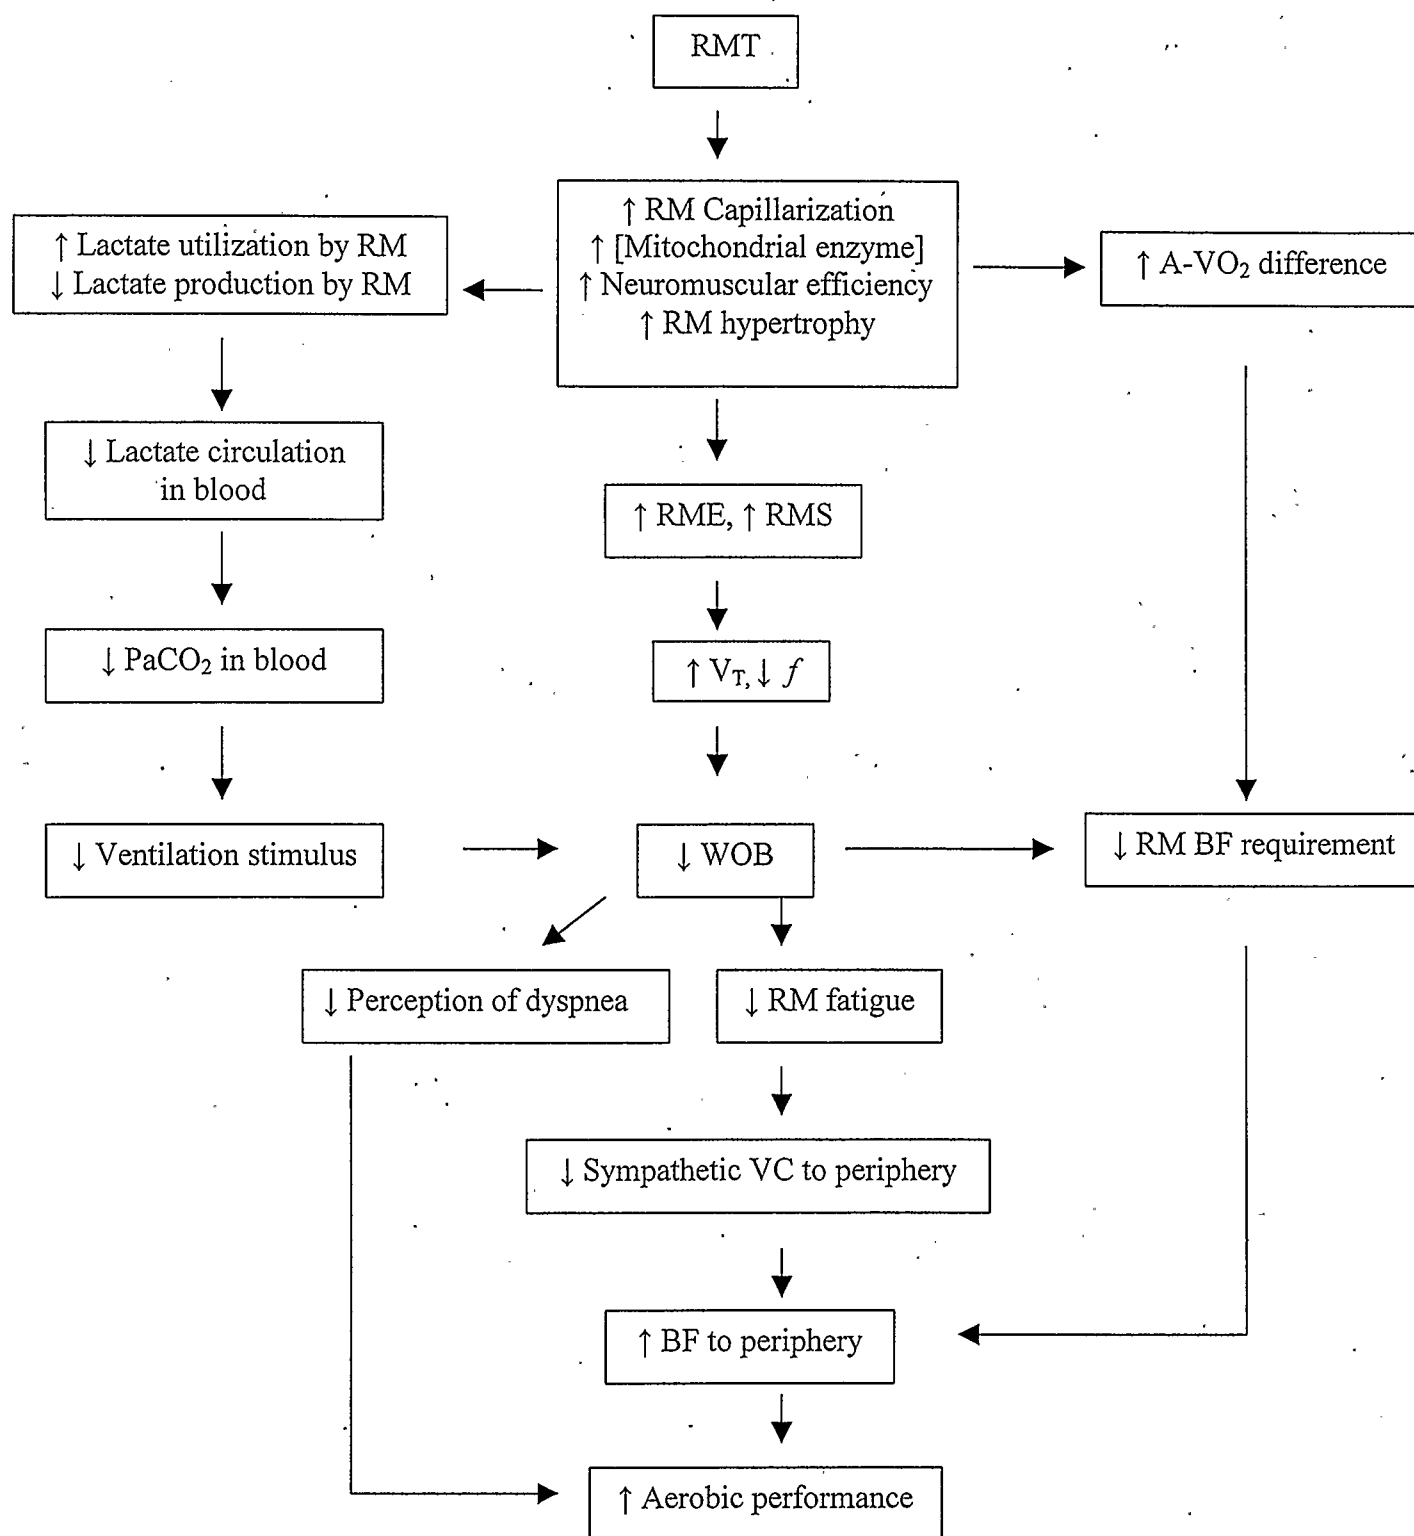 RMT
↑ RM Capillarization
↑ [Mitochondrial enzyme]
↑ Neuromuscular efficiency
↑ RM hypertrophy
↑ Lactate utilization by RM
↓ Lactate production by RM
↑ A-VO₂ difference
↓ Lactate circulation
in blood
↑ RME, ↑ RMS
↓ PaCO₂ in blood
↑ V_T, ↓ f
↓ Ventilation stimulus
↓ WOB
↓ RM BF requirement
↓ Perception of dyspnea
↓ RM fatigue
↓ Sympathetic VC to periphery
↑ BF to periphery
↑ Aerobic performance